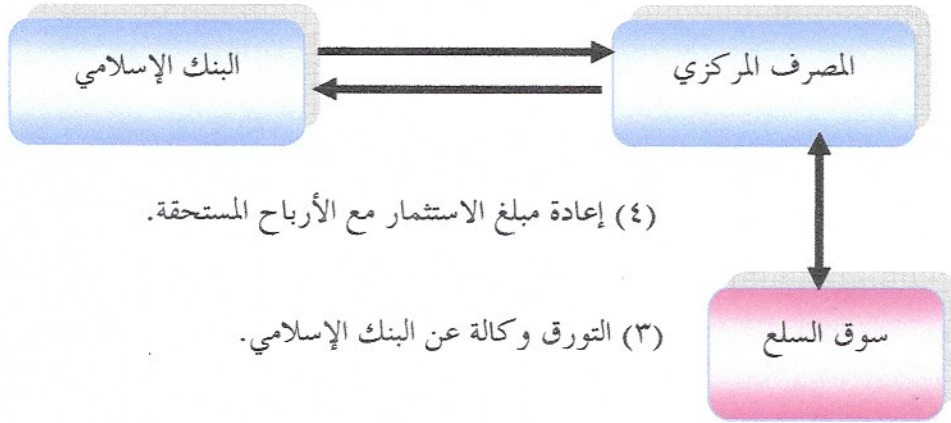 المصرف المركزي
البنك الإسلامي
(٤) إعادة مبلغ الاستثمار مع الأرباح المستحقة.
سوق السلع
(٣) التورق وكالة عن البنك الإسلامي.